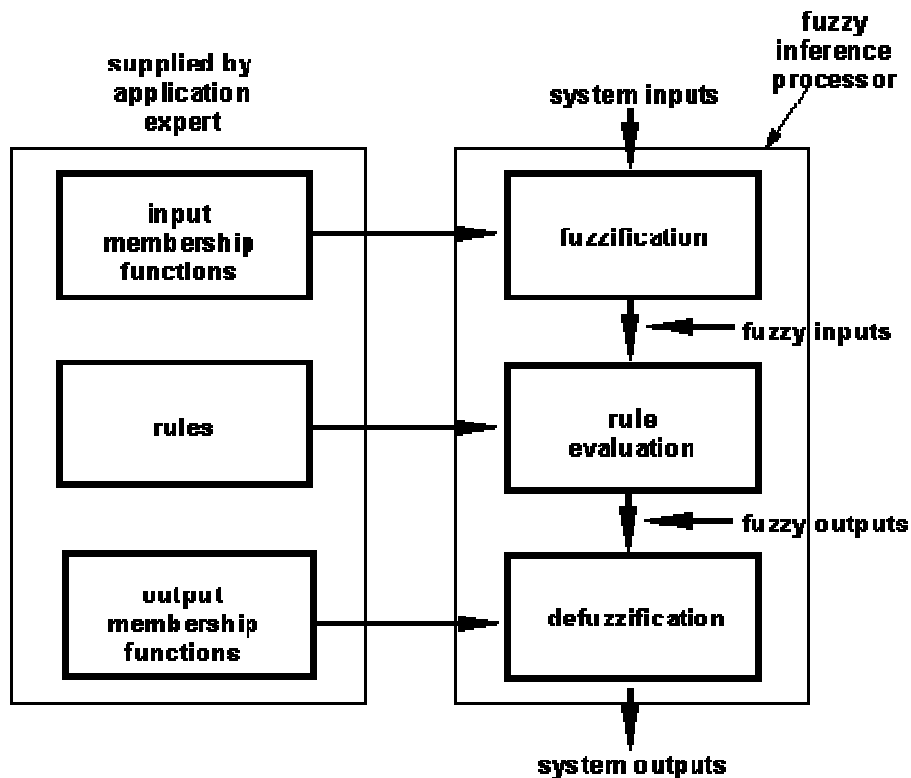 fuzzy
inference
processor
supplied by
application
expert
system inputs
input
membership
functions
fuzzification
fuzzy inputs
rules
rule
evaluation
fuzzy outputs
output
membership
functions
defuzzification
system outputs